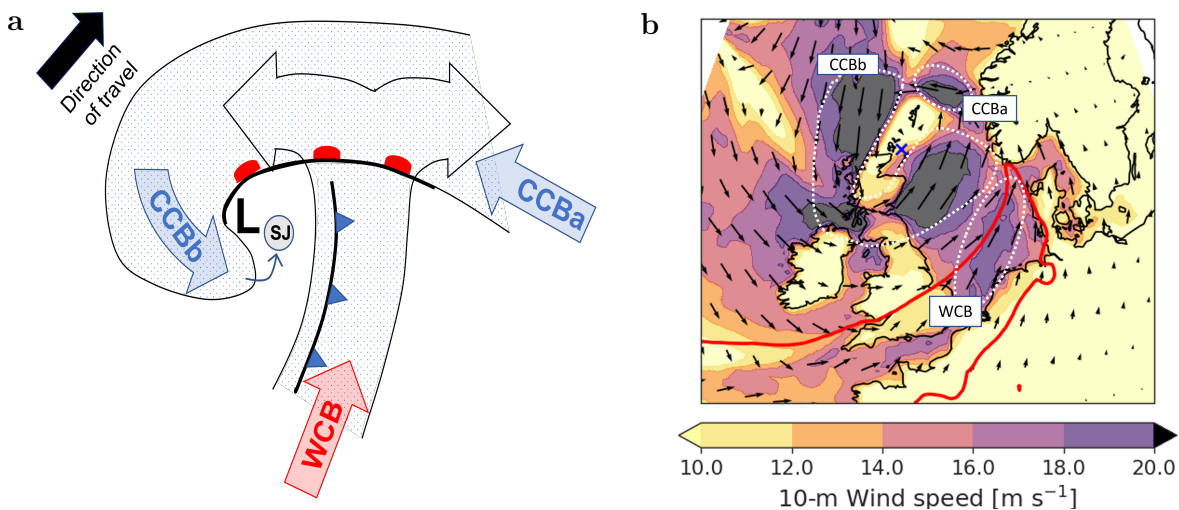 a
Direction
of travel
CCBb
L
SJ
CCBa
WCB
b
CCBb
CCBa
WCB
10.0 12.0 14.0 16.0 18.0 20.0
10-m Wind speed [m s⁻¹]